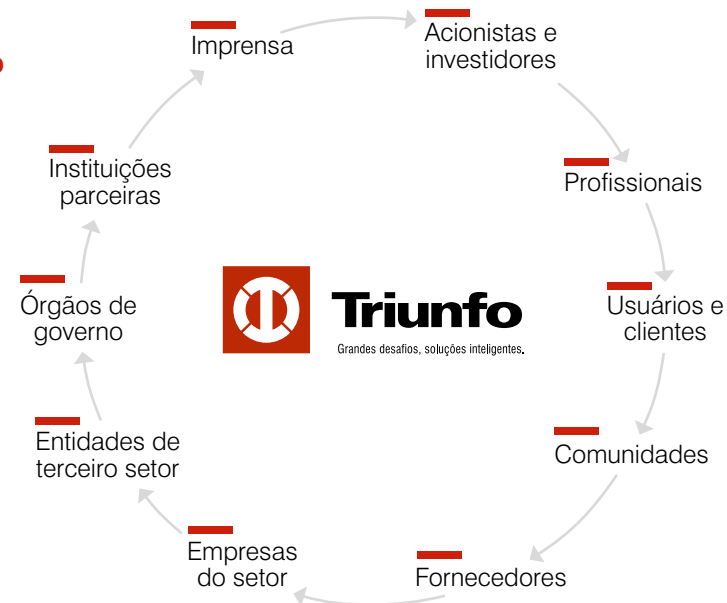 Imprensa
Acionistas e
investidores
Profissionais
Usuários e
clientes
Comunidades
Fornecedores
Empresas
do setor
Entidades de
terceiro setor
Órgãos de
governo
Instituições
parceiras
Triunfo
Grandes desafios, soluções inteligentes.